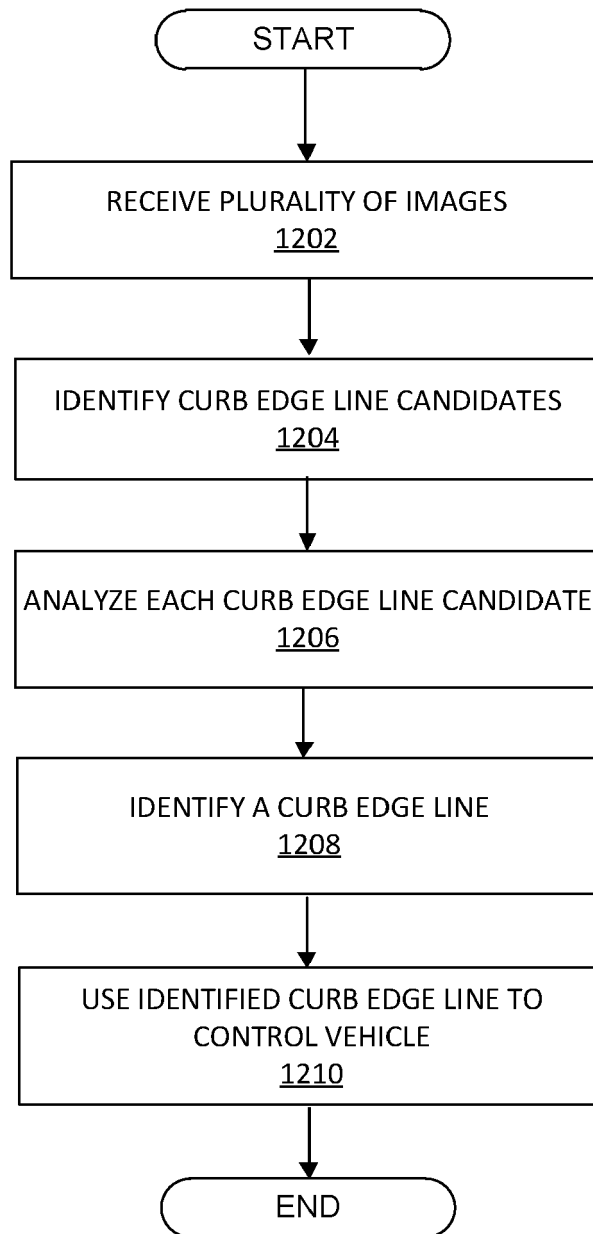 START
RECEIVE PLURALITY OF IMAGES
1202
IDENTIFY CURB EDGE LINE CANDIDATES
1204
ANALYZE EACH CURB EDGE LINE CANDIDATE
1206
IDENTIFY A CURB EDGE LINE
1208
USE IDENTIFIED CURB EDGE LINE TO
CONTROL VEHICLE
1210
END